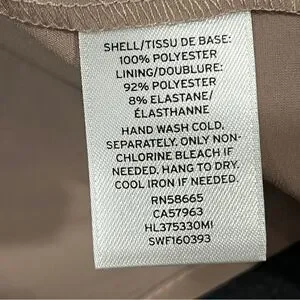 SHELL/TISSU DE BASE:
100% POLYESTER
LINING/DOUBLURE:
92% POLYESTER
8% ELASTANE/
ÉLASTHANNE
HAND WASH COLD,
SEPARATELY. ONLY NON-
CHLORINE BLEACH IF
NEEDED. HANG TO DRY.
COOL IRON IF NEEDED.
RN58665
CA57963
HL375330MI
SWF160393